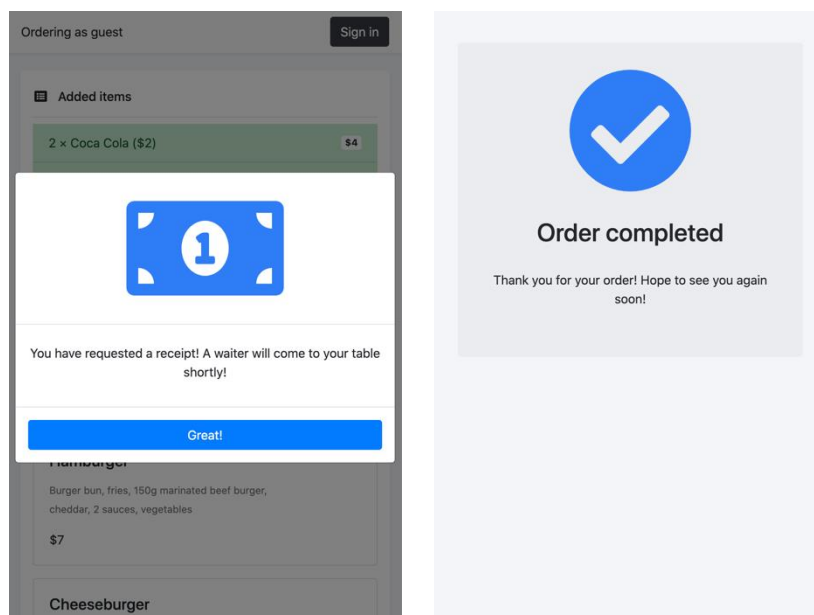 Ordering as guest
Sign in
Added items
2 × Coca Cola ($2)
$4
1
You have requested a receipt! A waiter will come to your table
shortly!
Great!
Hamburger
Burger bun, fries, 150g marinated beef burger,
cheddar, 2 sauces, vegetables
$7
Cheeseburger
Order completed
Thank you for your order! Hope to see you again
soon!